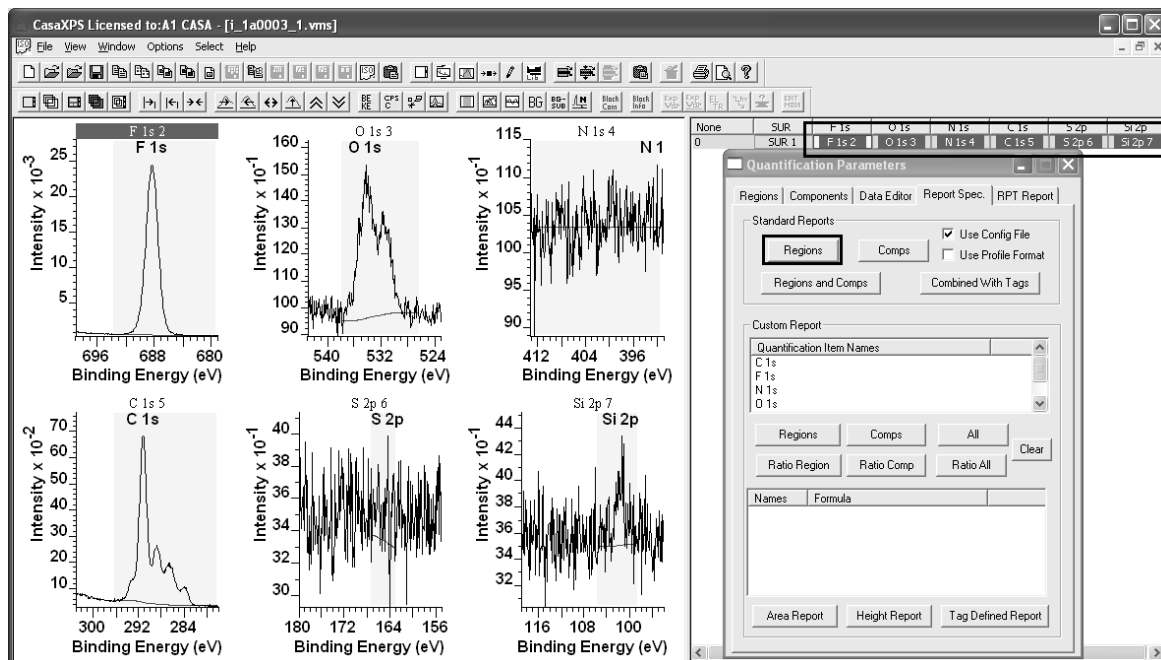 CasaXPS Licensed to:A1 CASA - [i_1a0003_1.vms]
File View Window Options Select Help
F 1s 2
F 1s
Intensity x 10-3
25
20
15
10
5
696 688 680
Binding Energy (eV)
O 1s 3
O 1s
Intensity x 10-1
160
150
140
130
120
110
100
90
540 532 524
Binding Energy (eV)
N 1s 4
N 1
Intensity x 10-1
115
110
105
100
95
90
412 404 396
Binding Energy (eV)
C 1s 5
C 1s
Intensity x 10-2
70
60
50
40
30
20
10
300 292 284
Binding Energy (eV)
S 2p 6
S 2p
Intensity x 10-1
40
38
36
34
32
30
180 172 164 156
Binding Energy (eV)
Si 2p 7
Si 2p
Intensity x 10-1
44
42
40
38
36
34
32
116 108 100
Binding Energy (eV)
None SUR F 1s O 1s N 1s C 1s S 2p Si 2p
0 SUR 1 F 1s 2 O 1s 3 N 1s 4 C 1s 5 S 2p 6 Si 2p 7
Quantification Parameters
Regions Components Data Editor Report Spec. RPT Report
Standard Reports
Regions Comps Use Config File
Use Profile Format
Regions and Comps Combined With Tags
Custom Report
Quantification Item Names
C 1s
F 1s
N 1s
O 1s
Regions Comps All
Clear
Ratio Region Ratio Comp Ratio All
Names Formula
Area Report Height Report Tag Defined Report